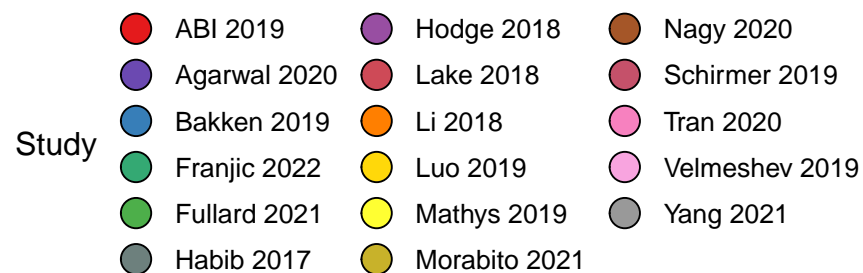 Study
ABI 2019
Agarwal 2020
Bakken 2019
Franjic 2022
Fullard 2021
Habib 2017
Hodge 2018
Lake 2018
Li 2018
Luo 2019
Mathys 2019
Morabito 2021
Nagy 2020
Schirmer 2019
Tran 2020
Velmeshev 2019
Yang 2021